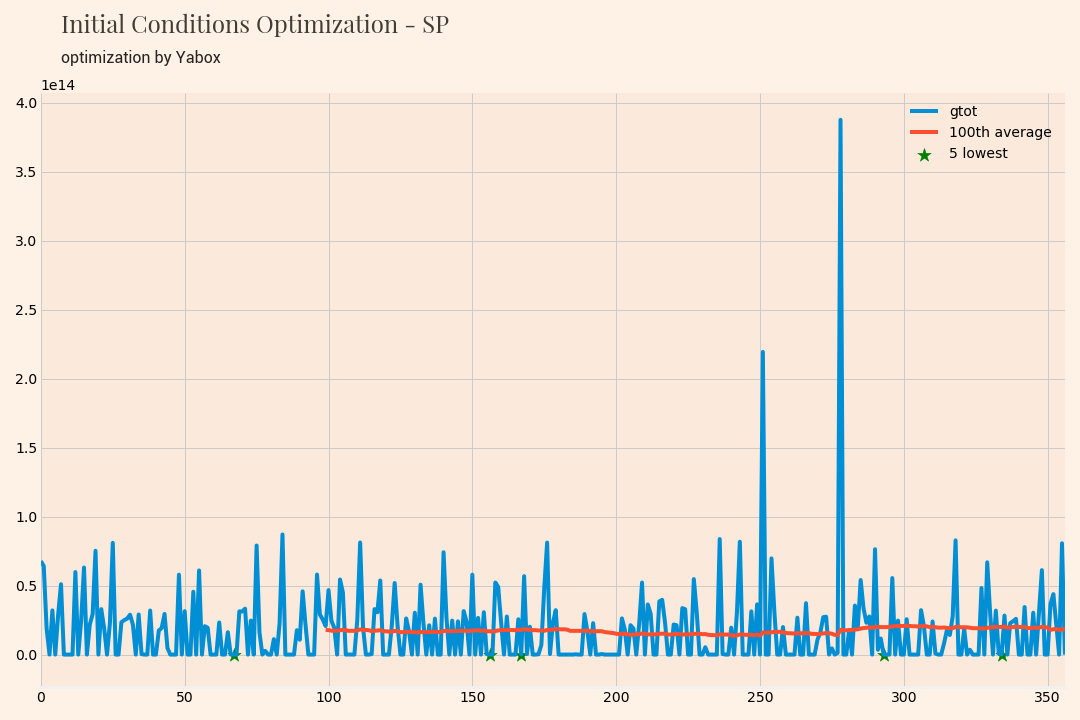 Initial Conditions Optimization - SP
optimization by Yabox
1e14
4.0
3.5
3.0
2.5
2.0
1.5
1.0
0.5
0.0
0 50 100 150 200 250 300 350
gtot
100th average
5 lowest